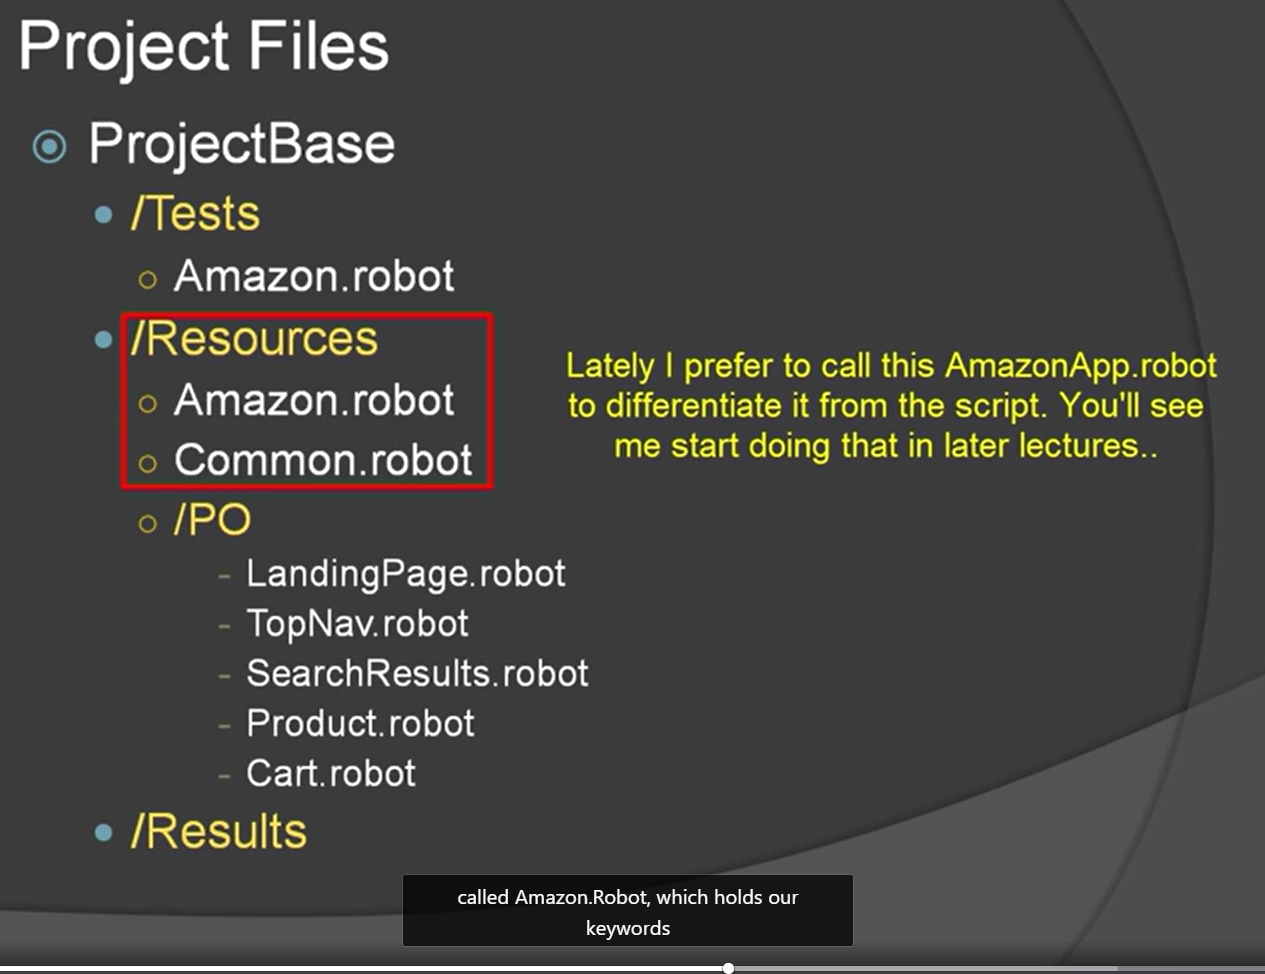 Project Files
ProjectBase
/Tests
Amazon.robot
/Resources
Amazon.robot
Common.robot
Lately I prefer to call this AmazonApp.robot
to differentiate it from the script. You'll see
me start doing that in later lectures..
/PO
- LandingPage.robot
- TopNav.robot
- SearchResults.robot
- Product.robot
- Cart.robot
/Results
called Amazon.Robot, which holds our
keywords